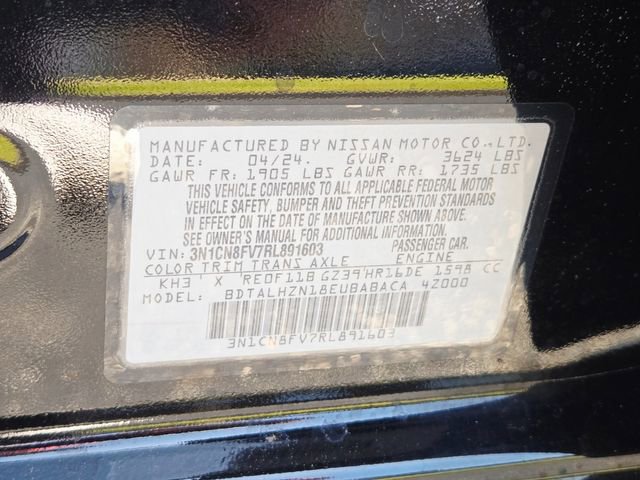 MANUFACTURED BY NISSAN MOTOR CO., LTD.
DATE: 04/24. GVWR: 3624 LBS
GAWR FR: 1905 LBS GAWR RR: 1735 LBS
THIS VEHICLE CONFORMS TO ALL APPLICABLE FEDERAL MOTOR
VEHICLE SAFETY, BUMPER AND THEFT PREVENTION STANDARDS
IN EFFECT ON THE DATE OF MANUFACTURE SHOWN ABOVE.
SEE OWNER'S MANUAL FOR ADDITIONAL INFORMATION.
VIN: 3N1CN8FV7RL891603 PASSENGER CAR
COLOR TRIM TRANS AXLE ENGINE
KH3 X RE0F11B GZ39 HR16DE 1598 CC
MODEL: BDTALHZN18EUBABACA 42000
3N1CN8FV7RL891603